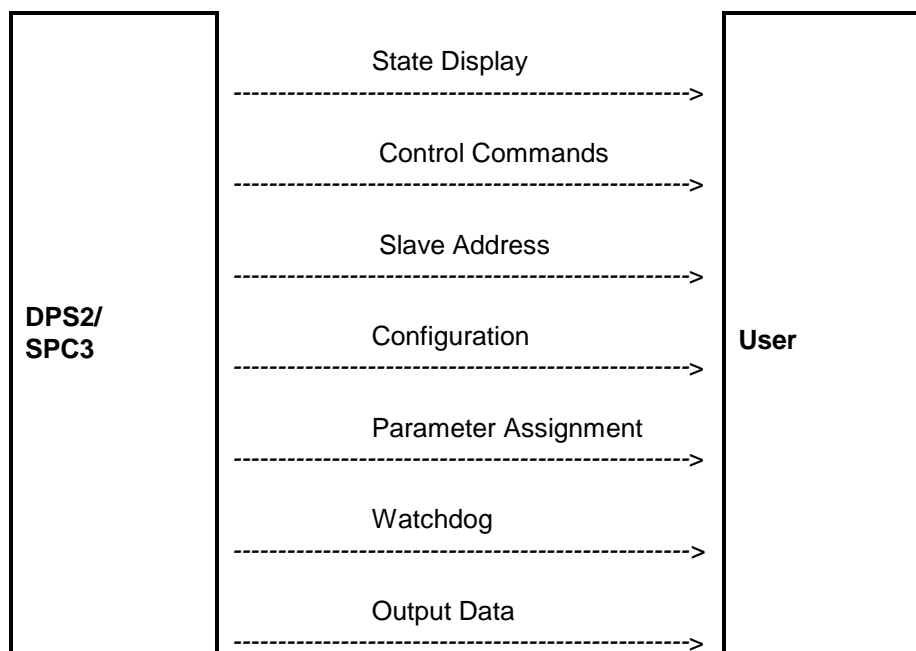 State Display
Control Commands
Slave Address
DPS2/
SPC3
Configuration
User
Parameter Assignment
Watchdog
Output Data